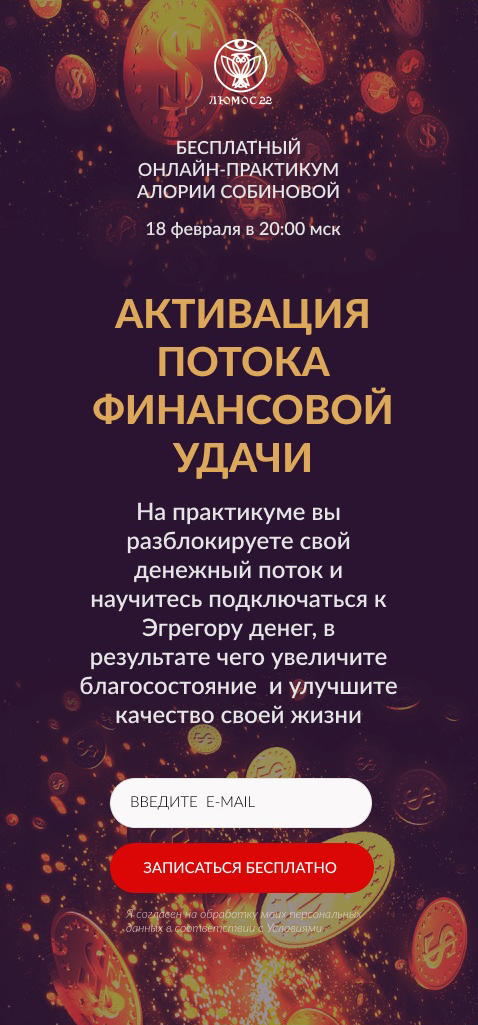 ЛЮМОС 22
БЕСПЛАТНЫЙ
ОНЛАЙН-ПРАКТИКУМ
АЛОРИИ СОБИНОВОЙ
18 февраля в 20:00 мск
АКТИВАЦИЯ
ПОТОКА
ФИНАНСОВОЙ
УДАЧИ
На практикуме вы
разблокируете свой
денежный поток и
научитесь подключаться к
Эгрегору денег, в
результате чего увеличите
благосостояние и улучшите
качество своей жизни
ВВЕДИТЕ E-MAIL
ЗАПИСАТЬСЯ БЕСПЛАТНО
Я согласен на обработку моих персональных
данных в соответствии с Условиями